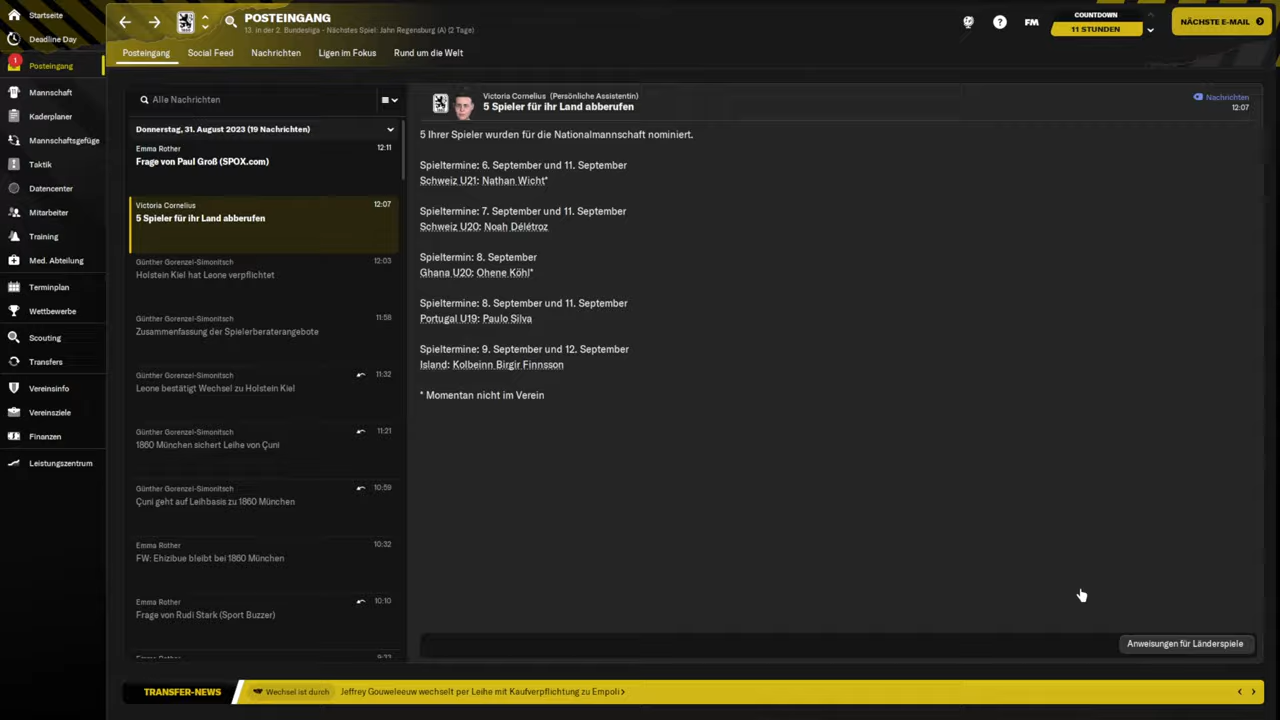 Startseite
Deadline Day
1
Posteingang
Mannschaft
Kaderplaner
Mannschaftsgefüge
Taktik
Datencenter
Mitarbeiter
Training
Med. Abteilung
Terminplan
Wettbewerbe
Scouting
Transfers
Vereinsinfo
Vereinsziele
Finanzen
Leistungszentrum
POSTEINGANG
13. in der 2. Bundesliga - Nächstes Spiel: Jahn Regensburg (A) (2 Tage)
FM
COUNTDOWN
11 STUNDEN
NÄCHSTE E-MAIL
Posteingang
Social Feed
Nachrichten
Ligen im Fokus
Rund um die Welt
Alle Nachrichten
Donnerstag, 31. August 2023 (19 Nachrichten)
Emma Rother 12:11
Frage von Paul Groß (SPOX.com)
Victoria Cornelius 12:07
5 Spieler für ihr Land abberufen
Günther Gorenzel-Simonitsch 12:03
Holstein Kiel hat Leone verpflichtet
Günther Gorenzel-Simonitsch 11:58
Zusammenfassung der Spielerberaterangebote
Günther Gorenzel-Simonitsch 11:32
Leone bestätigt Wechsel zu Holstein Kiel
Günther Gorenzel-Simonitsch 11:21
1860 München sichert Leihe von Çuni
Günther Gorenzel-Simonitsch 10:59
Çuni geht auf Leihbasis zu 1860 München
Emma Rother 10:32
FW: Ehizibue bleibt bei 1860 München
Emma Rother 10:10
Frage von Rudi Stark (Sport Buzzer)
Victoria Cornelius (Persönliche Assistentin)
5 Spieler für ihr Land abberufen
Nachrichten
12:07
5 Ihrer Spieler wurden für die Nationalmannschaft nominiert.
Spieltermine: 6. September und 11. September
Schweiz U21: Nathan Wicht*
Spieltermine: 7. September und 11. September
Schweiz U20: Noah Délétroz
Spieltermin: 8. September
Ghana U20: Ohene Köhl*
Spieltermine: 8. September und 11. September
Portugal U19: Paulo Silva
Spieltermine: 9. September und 12. September
Island: Kolbeinn Birgir Finnsson
* Momentan nicht im Verein
Anweisungen für Länderspiele
TRANSFER-NEWS
Wechsel ist durch
Jeffrey Gouweleeuw wechselt per Leihe mit Kaufverpflichtung zu Empoli